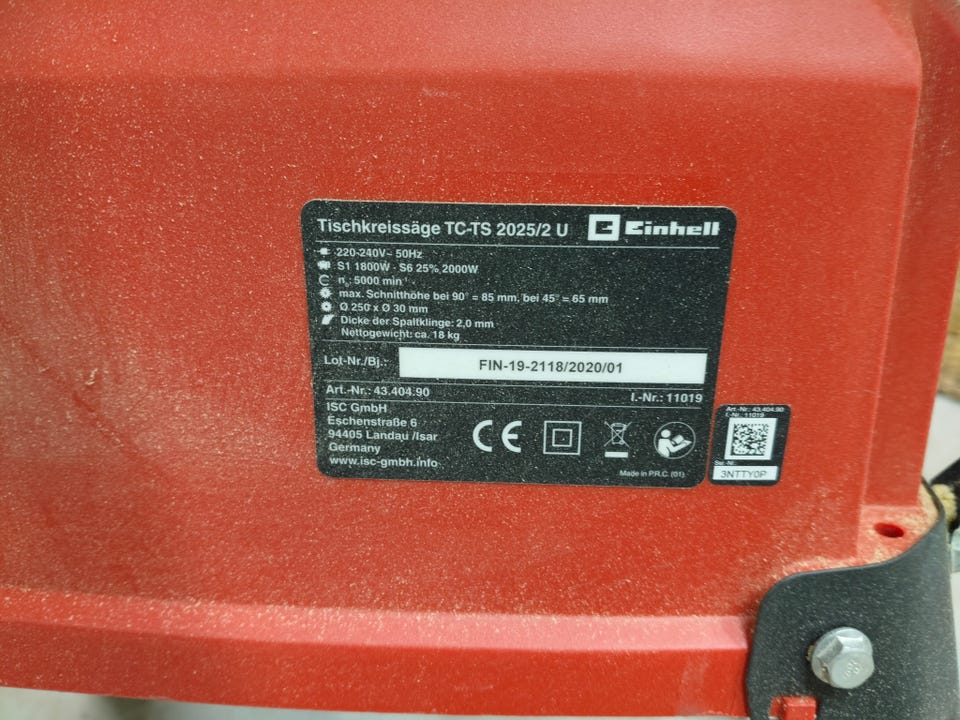 Tischkreissäge TC-TS 2025/2 U
Einhell
220-240V~ 50Hz
S1 1800W · S6 25% 2000W
n₀: 5000 min⁻¹
max. Schnitthöhe bei 90° = 85 mm, bei 45° = 65 mm
Ø 250 x Ø 30 mm
Dicke der Spaltklinge: 2,0 mm
Nettogewicht: ca. 18 kg
Lot-Nr./Bj.: FIN-19-2118/2020/01
Art.-Nr.: 43.404.90
I.-Nr.: 11019
ISC GmbH
Eschenstraße 6
94405 Landau /Isar
Germany
www.isc-gmbh.info
CE
Made in P.R.C. (01)
Art.-Nr.: 43.404.90
I.-Nr.: 11019
Ser.-Nr.:
3NTTY0P